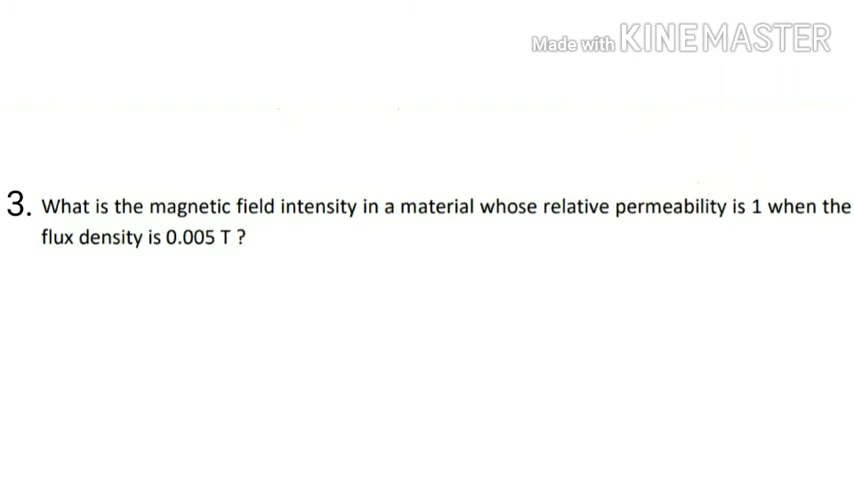 Made with KINEMASTER
3. What is the magnetic field intensity in a material whose relative permeability is 1 when the
flux density is 0.005 T ?